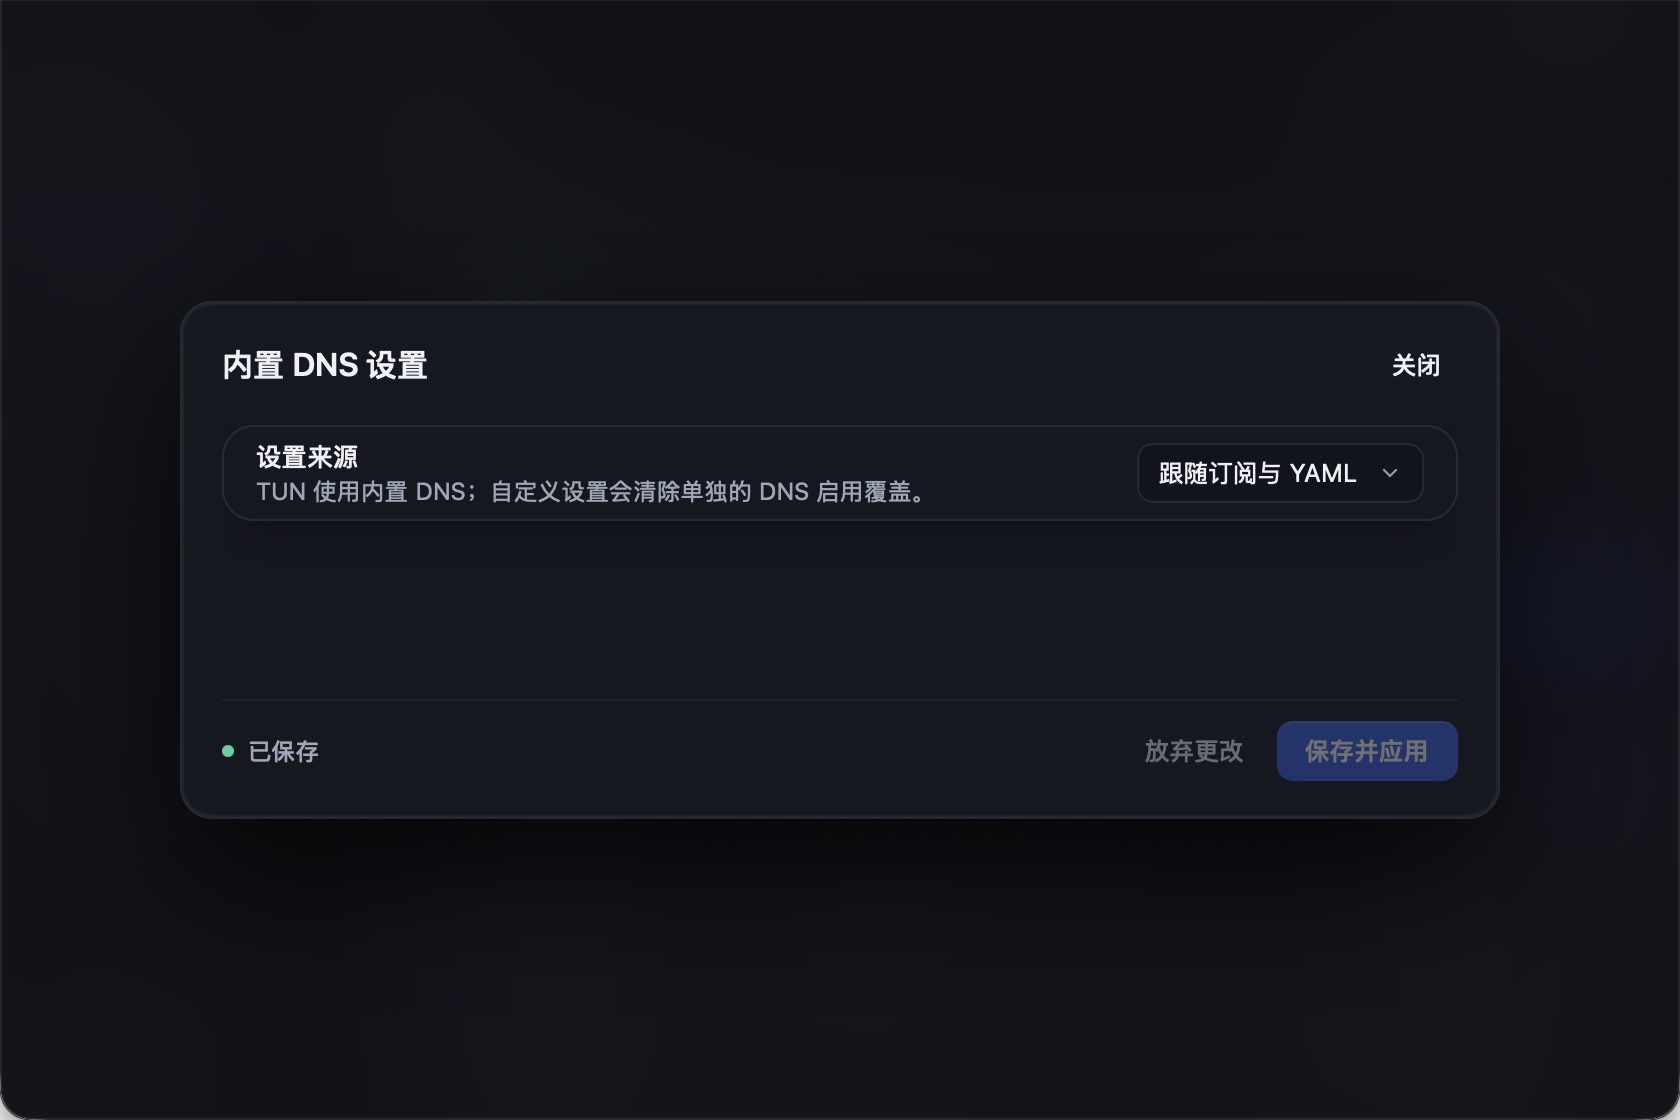 内置 DNS 设置
关闭
设置来源
TUN 使用内置 DNS；自定义设置会清除单独的 DNS 启用覆盖。
跟随订阅与 YAML
已保存
放弃更改
保存并应用